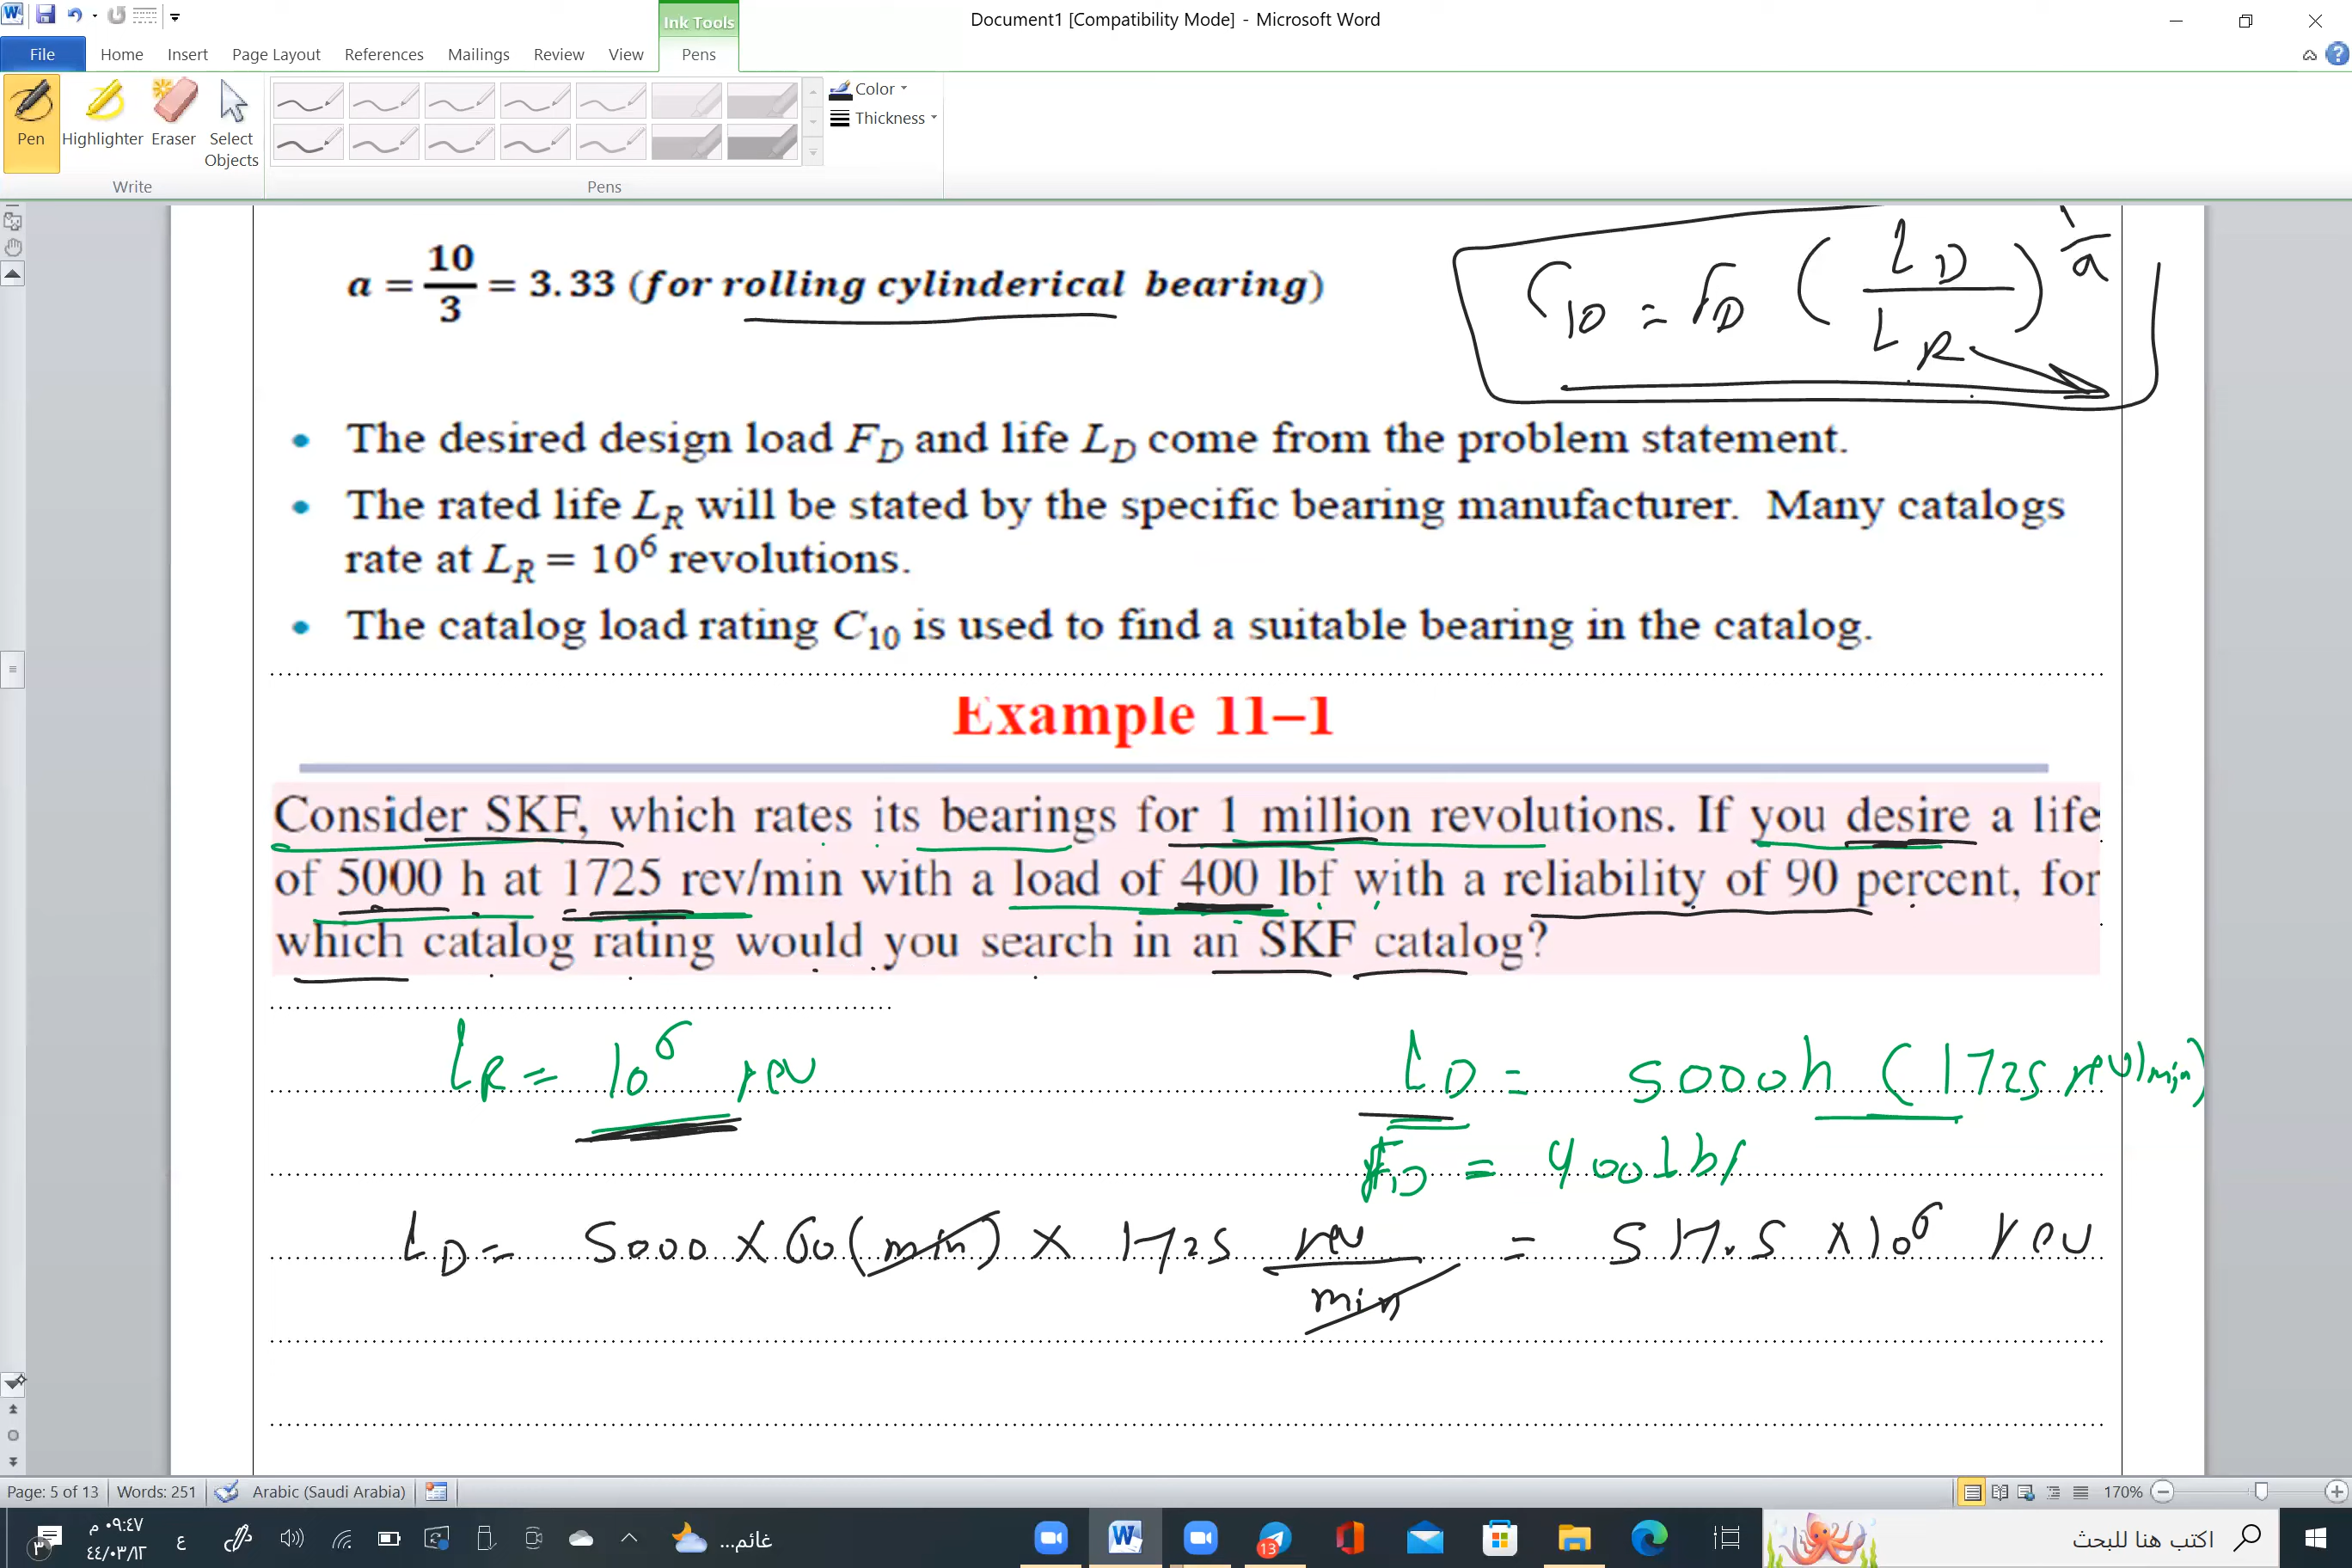 Document1 [Compatibility Mode] - Microsoft Word
Ink Tools
File Home Insert Page Layout References Mailings Review View Pens
Pen Highlighter Eraser Select Objects
Color
Thickness
Write Pens
a = 10/3 = 3.33 (for rolling cylinderical bearing)
C10 = FD (LD/LR)^1/a
• The desired design load FD and life LD come from the problem statement.
• The rated life LR will be stated by the specific bearing manufacturer. Many catalogs
rate at LR = 10^6 revolutions.
• The catalog load rating C10 is used to find a suitable bearing in the catalog.
Example 11–1
Consider SKF, which rates its bearings for 1 million revolutions. If you desire a life
of 5000 h at 1725 rev/min with a load of 400 lbf with a reliability of 90 percent, for
which catalog rating would you search in an SKF catalog?
LR = 10^6 rev
LD = 5000h (1725 rev/min)
FD = 400 lbf
LD = 5000 × 60 (min) × 1725 rev/min = 517.5 × 10^6 rev
Page: 5 of 13 Words: 251 Arabic (Saudi Arabia) 170%
٠٩:٤٧ م
٤٤/٠٣/١٢
٣
ع
غائم...
13
اكتب هنا للبحث